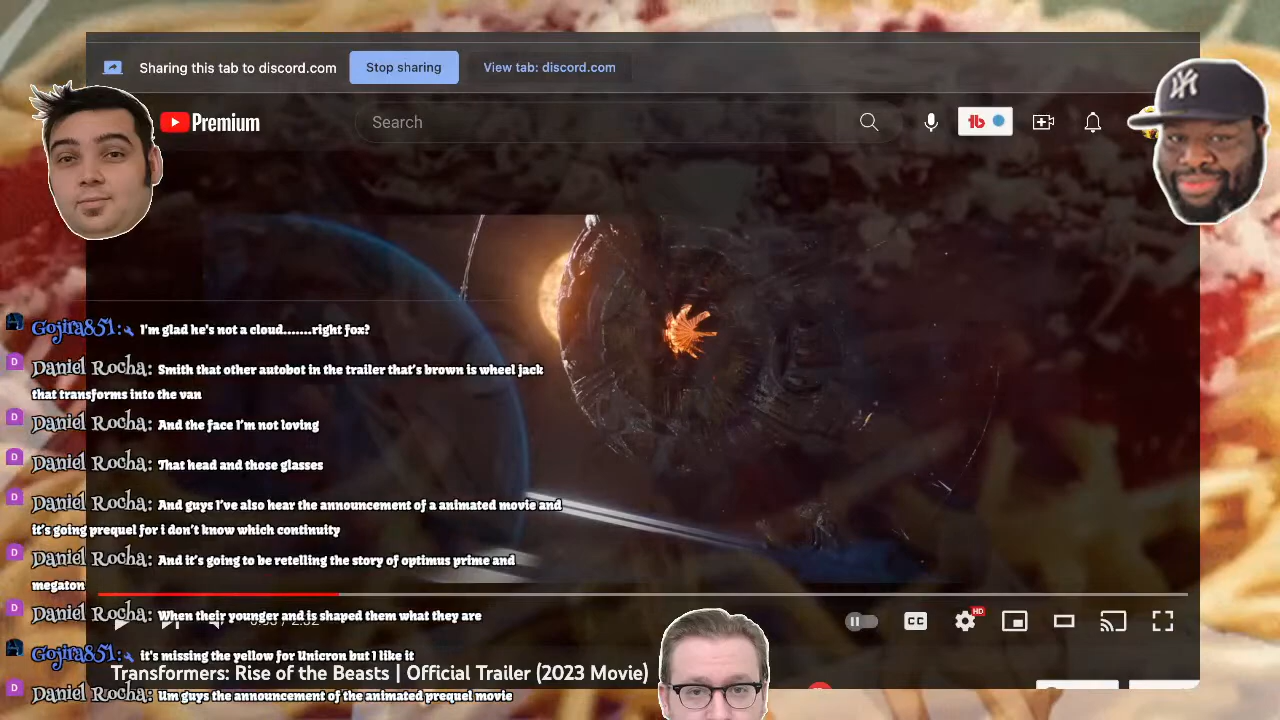 Sharing this tab to discord.com
Stop sharing
View tab: discord.com
Premium
Search
Gojira851: I'm glad he's not a cloud.......right fox?
Daniel Rocha: Smith that other autobot in the trailer that's brown is wheel jack
that transforms into the van
Daniel Rocha: And the face I'm not loving
Daniel Rocha: That head and those glasses
Daniel Rocha: And guys I've also hear the announcement of a animated movie and
it's going prequel for i don't know which continuity
Daniel Rocha: And it's going to be retelling the story of optimus prime and
megaton
Daniel Rocha: When their younger and is shaped them what they are
CC
HD
Gojira851: it's missing the yellow for Unicron but I like it
Transformers: Rise of the Beasts | Official Trailer (2023 Movie)
Daniel Rocha: Um guys the announcement of the animated prequel movie